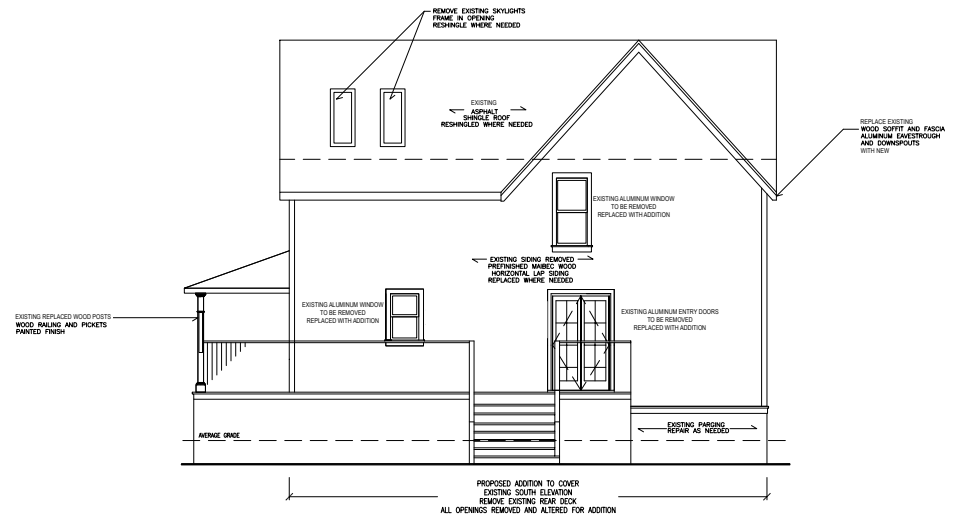 REMOVE EXISTING SKYLIGHTS
FRAME IN OPENING
RESHINGLE WHERE NEEDED
EXISTING
ASPHALT
SHINGLE ROOF
RESHINGLED WHERE NEEDED
REPLACE EXISTING
WOOD SOFFIT AND FASCIA
ALUMINUM EAVESTROUGH
AND DOWNSPOUTS
WITH NEW
EXISTING ALUMINUM WINDOW
TO BE REMOVED
REPLACED WITH ADDITION
EXISTING SIDING REMOVED
PREFINISHED MAIBEC WOOD
HORIZONTAL LAP SIDING
REPLACED WHERE NEEDED
EXISTING ALUMINUM WINDOW
TO BE REMOVED
REPLACED WITH ADDITION
EXISTING ALUMINUM ENTRY DOORS
TO BE REMOVED
REPLACED WITH ADDITION
EXISTING REPLACED WOOD POSTS
WOOD RAILING AND PICKETS
PAINTED FINISH
AVERAGE GRADE
EXISTING PARGING
REPAIR AS NEEDED
PROPOSED ADDITION TO COVER
EXISTING SOUTH ELEVATION
REMOVE EXISTING REAR DECK
ALL OPENINGS REMOVED AND ALTERED FOR ADDITION